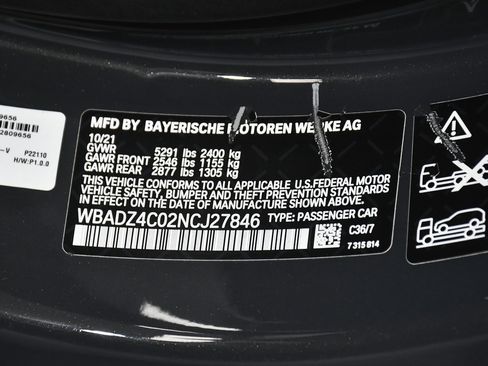 9656
2809656
-V P22110
H/W:P1.0.0
MFD BY BAYERISCHE MOTOREN WERKE AG
10/21
GVWR 5291 lbs 2400 kg
GAWR FRONT 2546 lbs 1155 kg
GAWR REAR 2877 lbs 1305 kg
THIS VEHICLE CONFORMS TO ALL APPLICABLE U.S.FEDERAL MOTOR
VEHICLE SAFETY, BUMPER, AND THEFT PREVENTION STANDARDS
IN EFFECT ON THE DATE OF MANUFACTURE SHOWN ABOVE.
WBADZ4C02NCJ27846 TYPE: PASSENGER CAR
C36/7
7 315 814